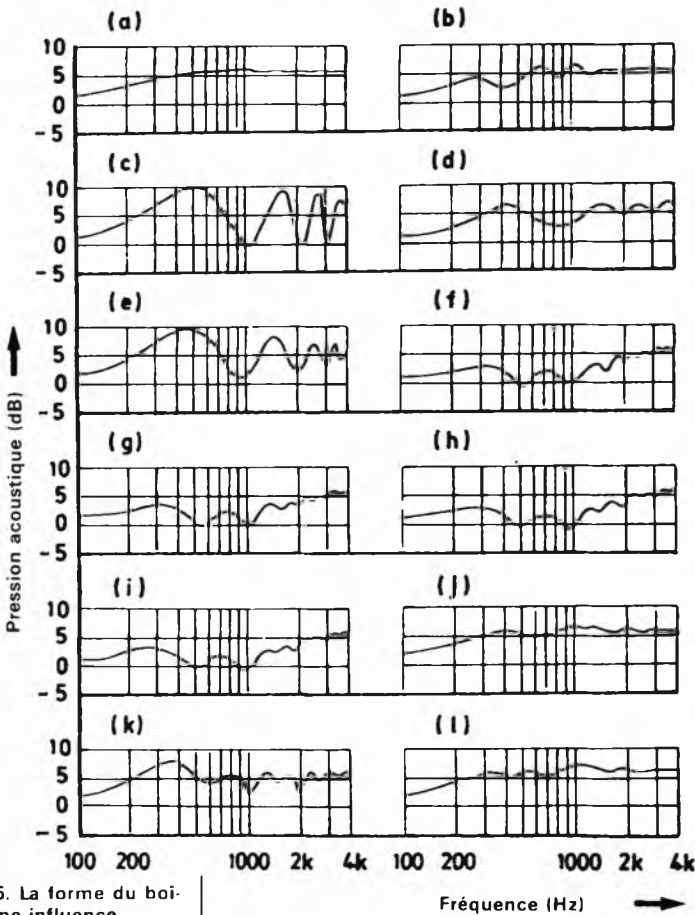 (a) (b)
10
5
0
-5
(c) (d)
10
5
0
-5
(e) (f)
10
5
0
-5
(g) (h)
10
5
0
-5
(i) (j)
10
5
0
-5
(k) (l)
10
5
0
-5
100 200 1000 2k 4k 100 200 1000 2k 4k
Pression acoustique (dB)
Fréquence (Hz)
6. La forme du boî-
influence